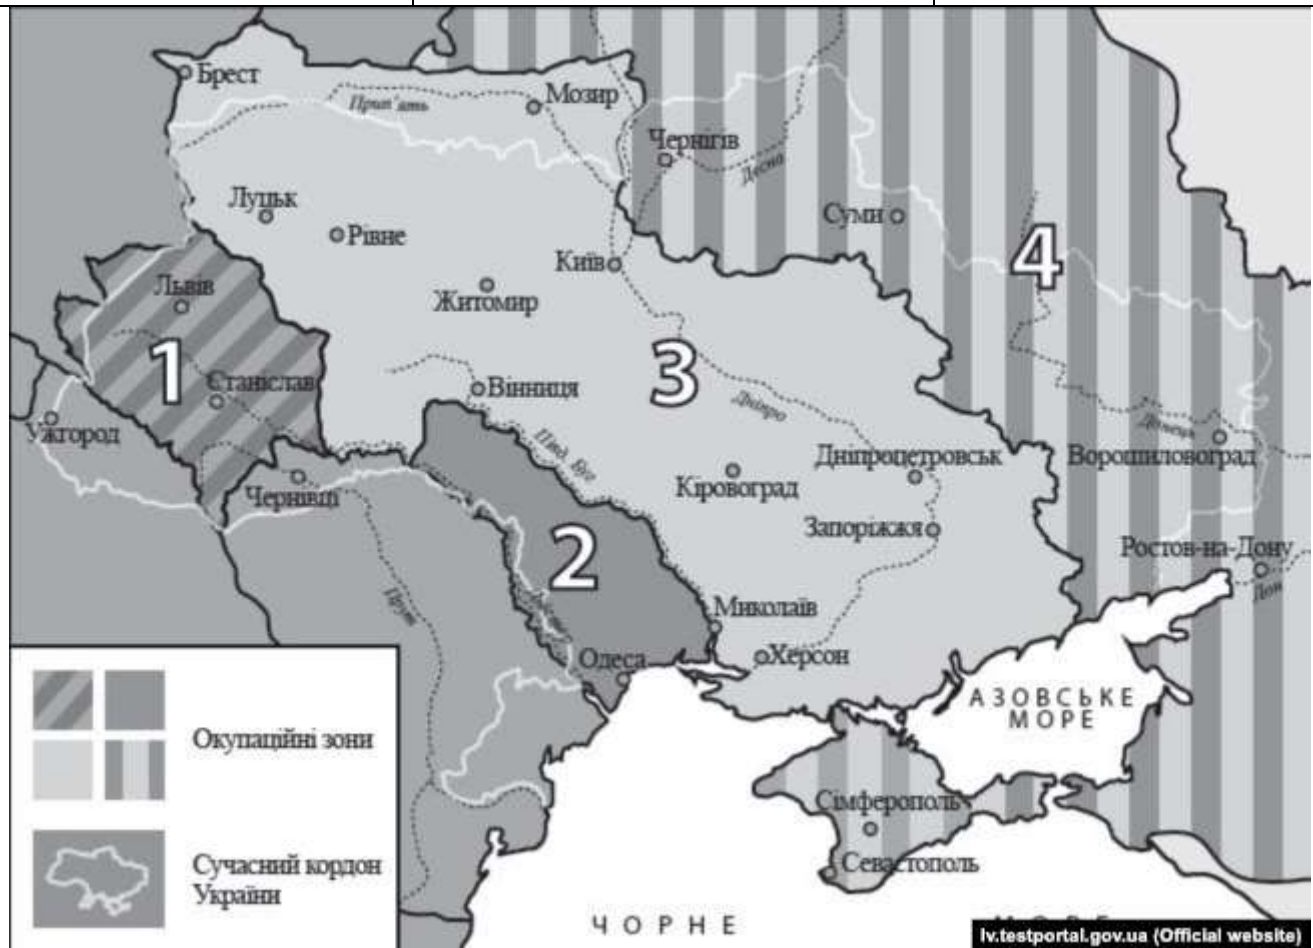 Брест
Мозир
Прип'ять
Чернігів
Десна
Луцьк
Рівне
Суми
Київ
4
Львів
Житомир
1
3
Станіслав
Вінниця
Дніпро
Ужгород
Півд. Буг
Донець
Дніпропетровськ
Ворошиловоград
Чернівці
Кіровоград
2
Запоріжжя
Ростов-на-Дону
Дон
Прут
Миколаїв
Одеса
Херсон
АЗОВСЬКЕ
МОРЕ
Окупаційні зони
Сімферополь
Севастополь
Сучасний кордон
України
ЧОРНЕ
lv.testportal.gov.ua (Official website)